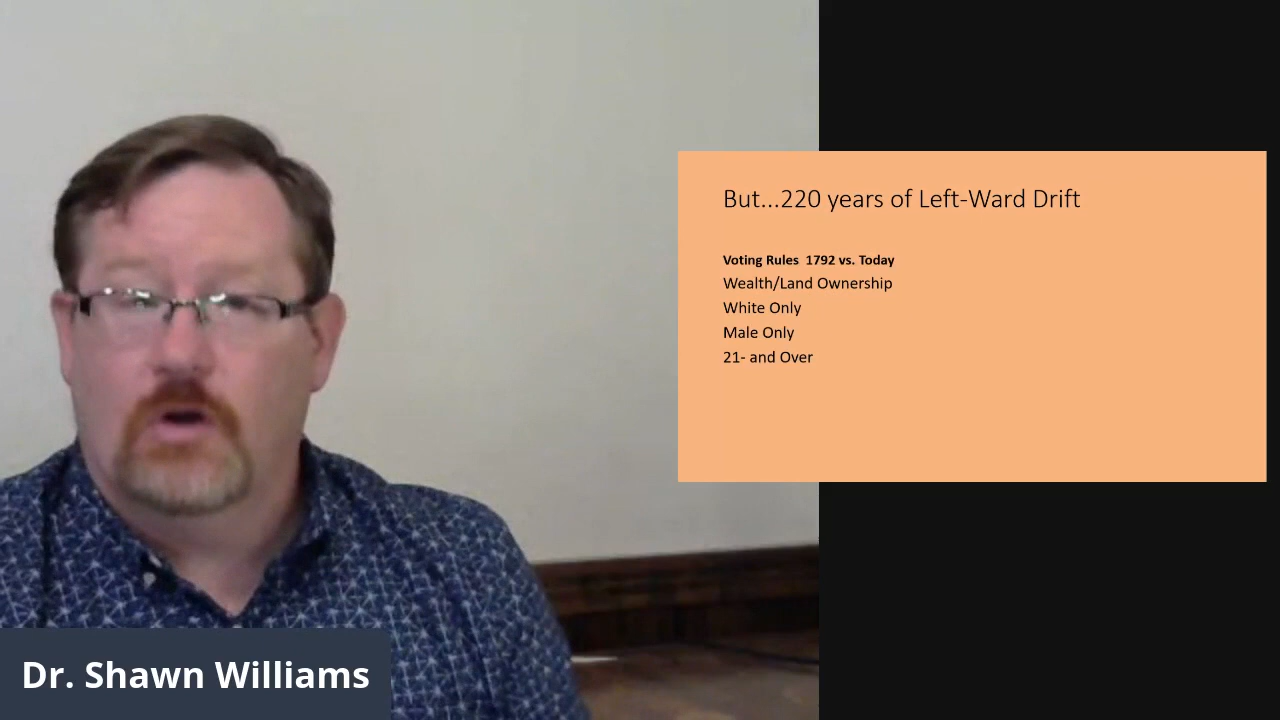 But...220 years of Left-Ward Drift
Voting Rules  1792 vs. Today
Wealth/Land Ownership
White Only
Male Only
21- and Over
Dr. Shawn Williams